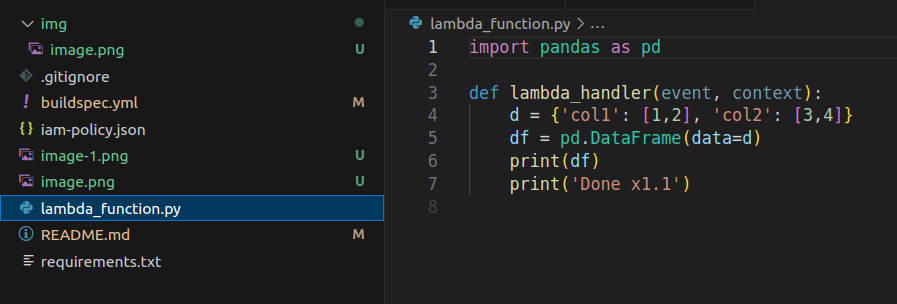 img
image.png U
.gitignore
buildspec.yml M
iam-policy.json
image-1.png U
image.png U
lambda_function.py
README.md M
requirements.txt
lambda_function.py > ...
1 import pandas as pd
2
3 def lambda_handler(event, context):
4     d = {'col1': [1,2], 'col2': [3,4]}
5     df = pd.DataFrame(data=d)
6     print(df)
7     print('Done x1.1')
8